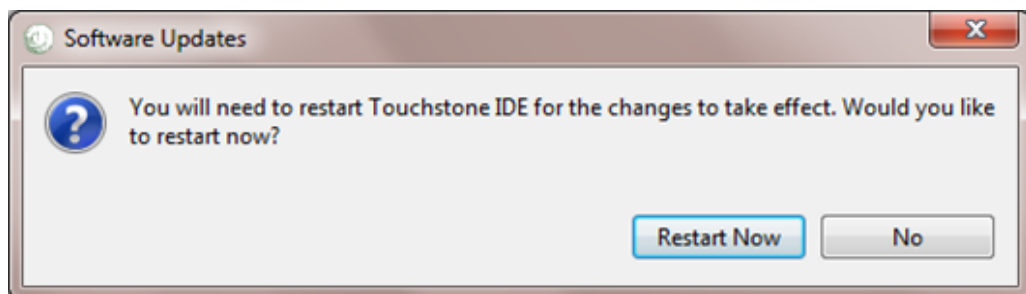 Software Updates
You will need to restart Touchstone IDE for the changes to take effect. Would you like
to restart now?
Restart Now
No